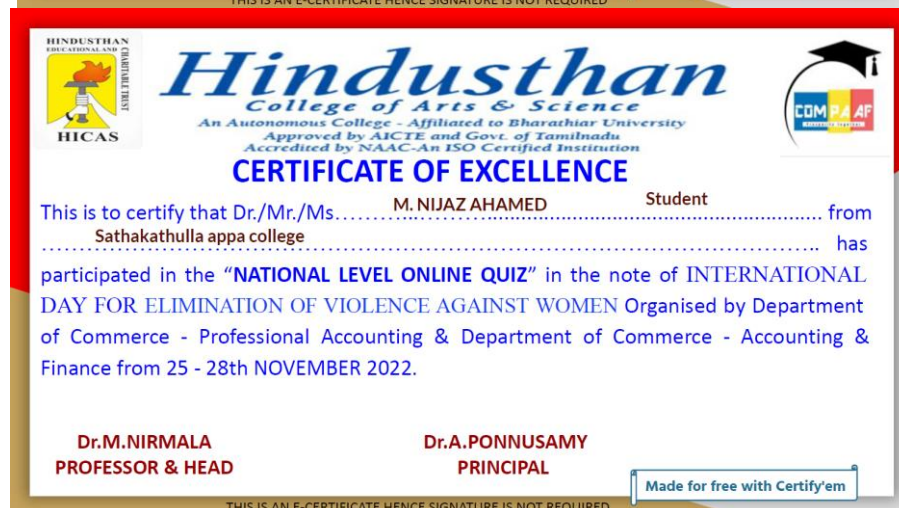 THIS IS AN E-CERTIFICATE HENCE SIGNATURE IS NOT REQUIRED
HINDUSTHAN
EDUCATIONAL AND
CHARITABLE TRUST
HICAS
Hindusthan
College of Arts & Science
An Autonomous College - Affiliated to Bharathiar University
Approved by AICTE and Govt. of Tamilnadu
Accredited by NAAC-An ISO Certified Institution
COMPAAF
CERTIFICATE OF EXCELLENCE
This is to certify that Dr./Mr./Ms......... M. NIJAZ AHAMED Student ........ from
Sathakathulla appa college ........ has
participated in the “NATIONAL LEVEL ONLINE QUIZ” in the note of INTERNATIONAL
DAY FOR ELIMINATION OF VIOLENCE AGAINST WOMEN Organised by Department
of Commerce - Professional Accounting & Department of Commerce - Accounting &
Finance from 25 - 28th NOVEMBER 2022.
Dr.M.NIRMALA Dr.A.PONNUSAMY
PROFESSOR & HEAD PRINCIPAL
Made for free with Certify'em
THIS IS AN E-CERTIFICATE HENCE SIGNATURE IS NOT REQUIRED